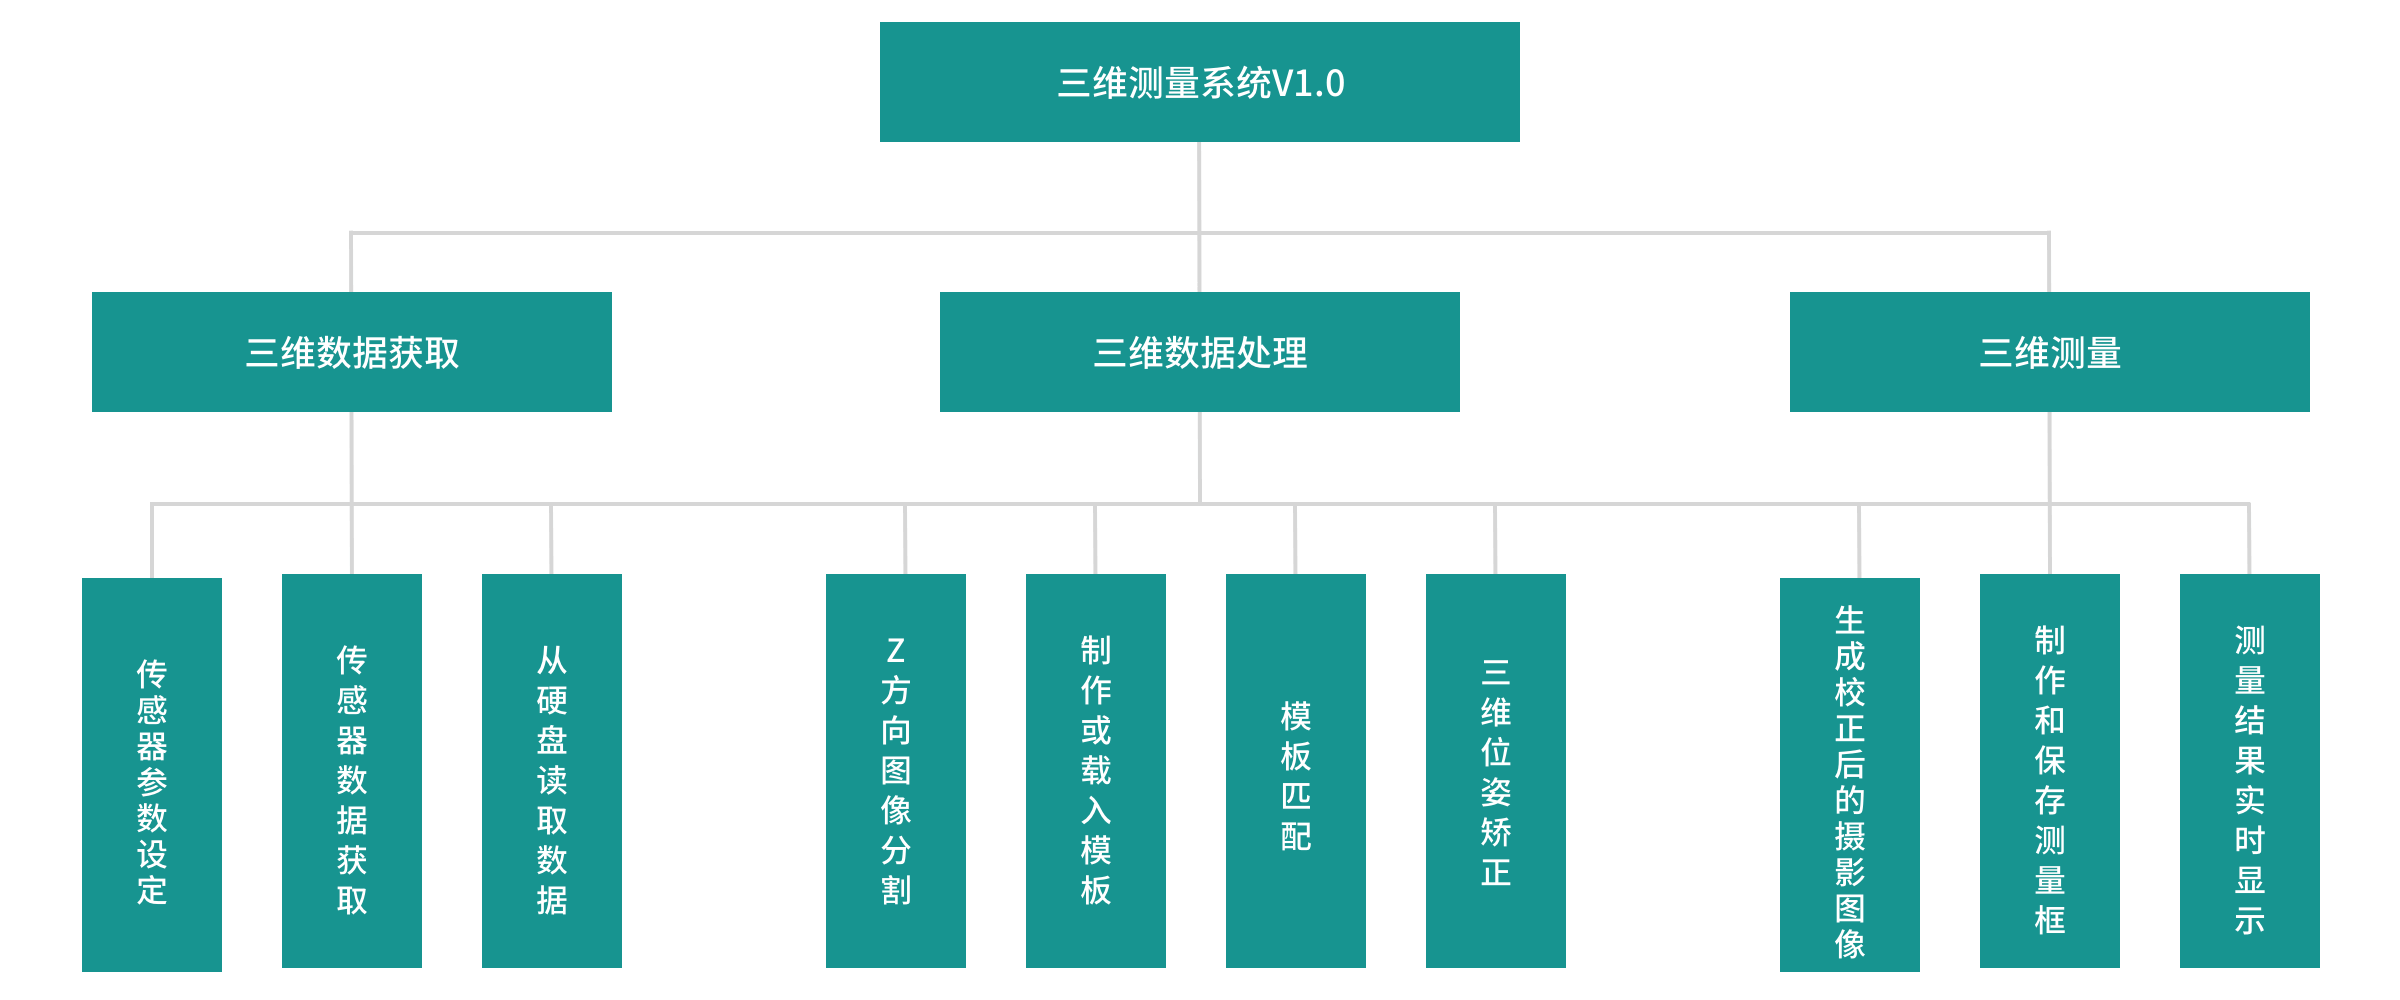 三维测量系统V1.0
三维数据获取
三维数据处理
三维测量
传感器参数设定
传感器数据获取
从硬盘读取数据
Z方向图像分割
制作或载入模板
模板匹配
三维位姿矫正
生成校正后的摄影图像
制作和保存测量框
测量结果实时显示